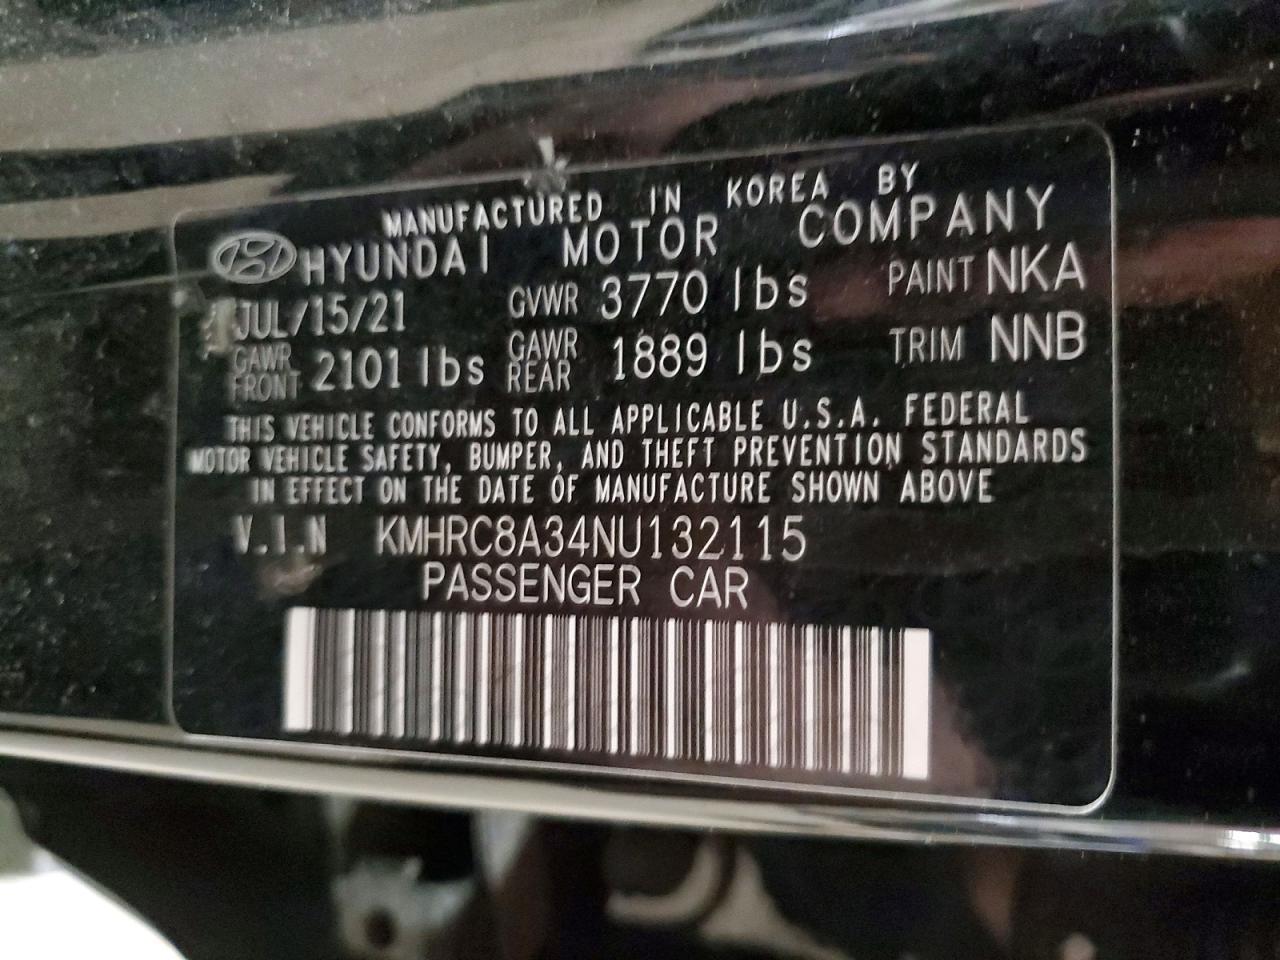 MANUFACTURED IN KOREA BY
HYUNDAI MOTOR COMPANY
JUL/15/21 GVWR 3770 lbs PAINT NKA
GAWR FRONT 2101 lbs GAWR REAR 1889 lbs TRIM NNB
THIS VEHICLE CONFORMS TO ALL APPLICABLE U.S.A. FEDERAL
MOTOR VEHICLE SAFETY, BUMPER, AND THEFT PREVENTION STANDARDS
IN EFFECT ON THE DATE OF MANUFACTURE SHOWN ABOVE
V.I.N KMHRC8A34NU132115
PASSENGER CAR